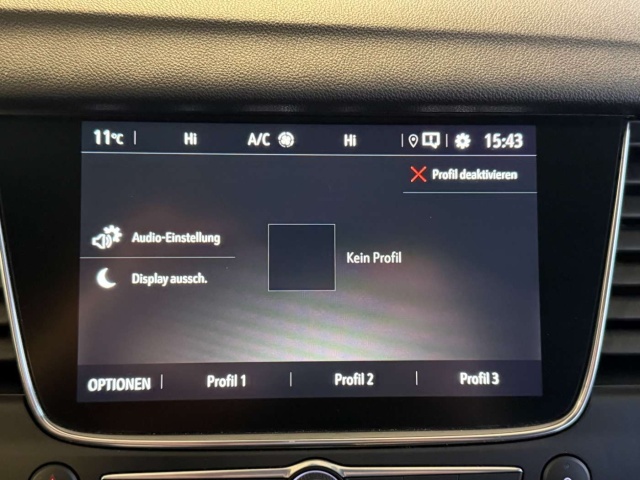 11°C Hi A/C Hi 15:43
Profil deaktivieren
Audio-Einstellung
Kein Profil
Display aussch.
OPTIONEN Profil 1 Profil 2 Profil 3